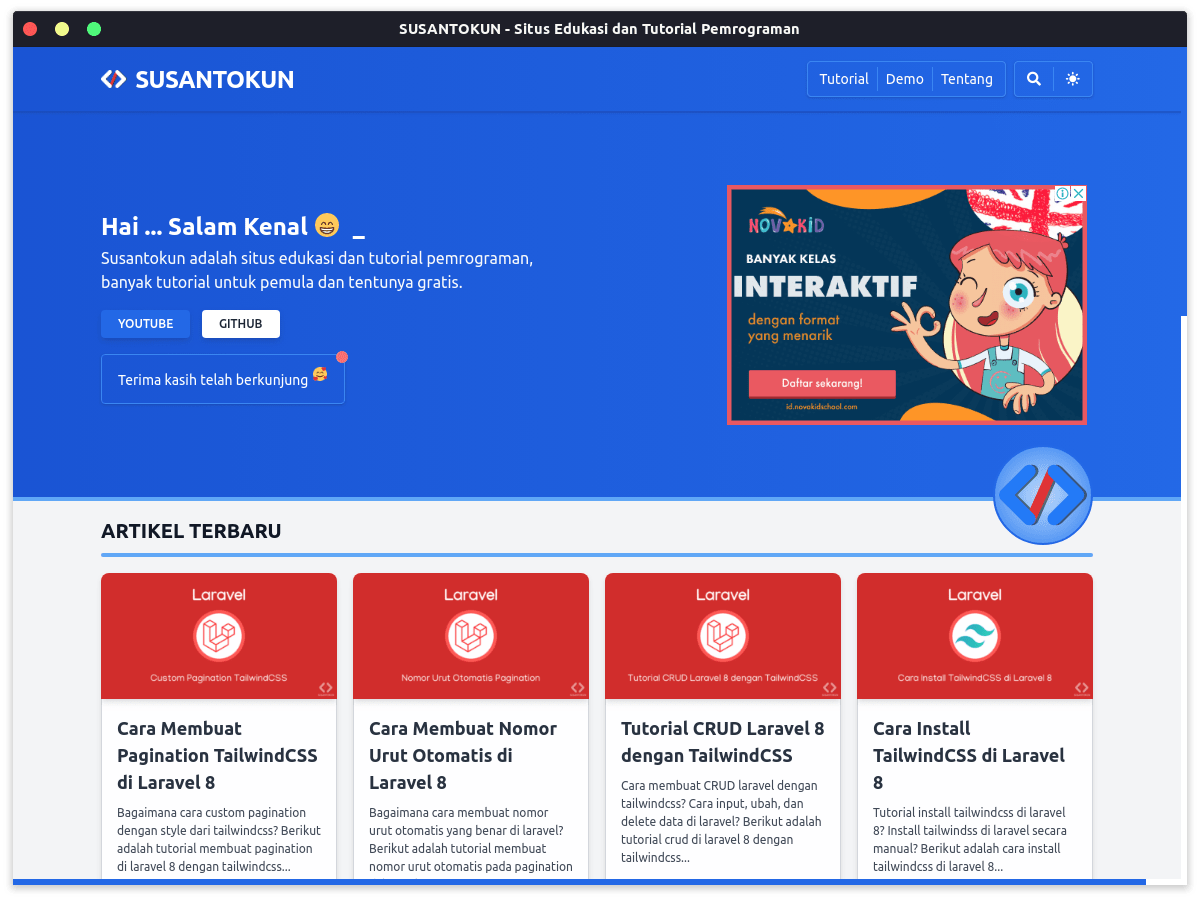 SUSANTOKUN - Situs Edukasi dan Tutorial Pemrograman
SUSANTOKUN
Tutorial
Demo
Tentang
Hai ... Salam Kenal 😄 _
Susantokun adalah situs edukasi dan tutorial pemrograman,
banyak tutorial untuk pemula dan tentunya gratis.
YOUTUBE
GITHUB
Terima kasih telah berkunjung 🥰
NOVAKID
BANYAK KELAS
INTERAKTIF
dengan format
yang menarik
Daftar sekarang!
id.novakidschool.com
ARTIKEL TERBARU
Laravel
Custom Pagination TailwindCSS
Cara Membuat
Pagination TailwindCSS
di Laravel 8
Bagaimana cara custom pagination
dengan style dari tailwindcss? Berikut
adalah tutorial membuat pagination
di laravel 8 dengan tailwindcss...
Laravel
Nomor Urut Otomatis Pagination
Cara Membuat Nomor
Urut Otomatis di
Laravel 8
Bagaimana cara membuat nomor
urut otomatis yang benar di laravel?
Berikut adalah tutorial membuat
nomor urut otomatis pada pagination
Laravel
Tutorial CRUD Laravel 8 dengan TailwindCSS
Tutorial CRUD Laravel 8
dengan TailwindCSS
Cara membuat CRUD laravel dengan
tailwindcss? Cara input, ubah, dan
delete data di laravel? Berikut adalah
tutorial crud di laravel 8 dengan
tailwindcss...
Laravel
Cara Install TailwindCSS di Laravel 8
Cara Install
TailwindCSS di Laravel
8
Tutorial install tailwindcss di laravel
8? Install tailwindss di laravel secara
manual? Berikut adalah cara install
tailwindcss di laravel 8...